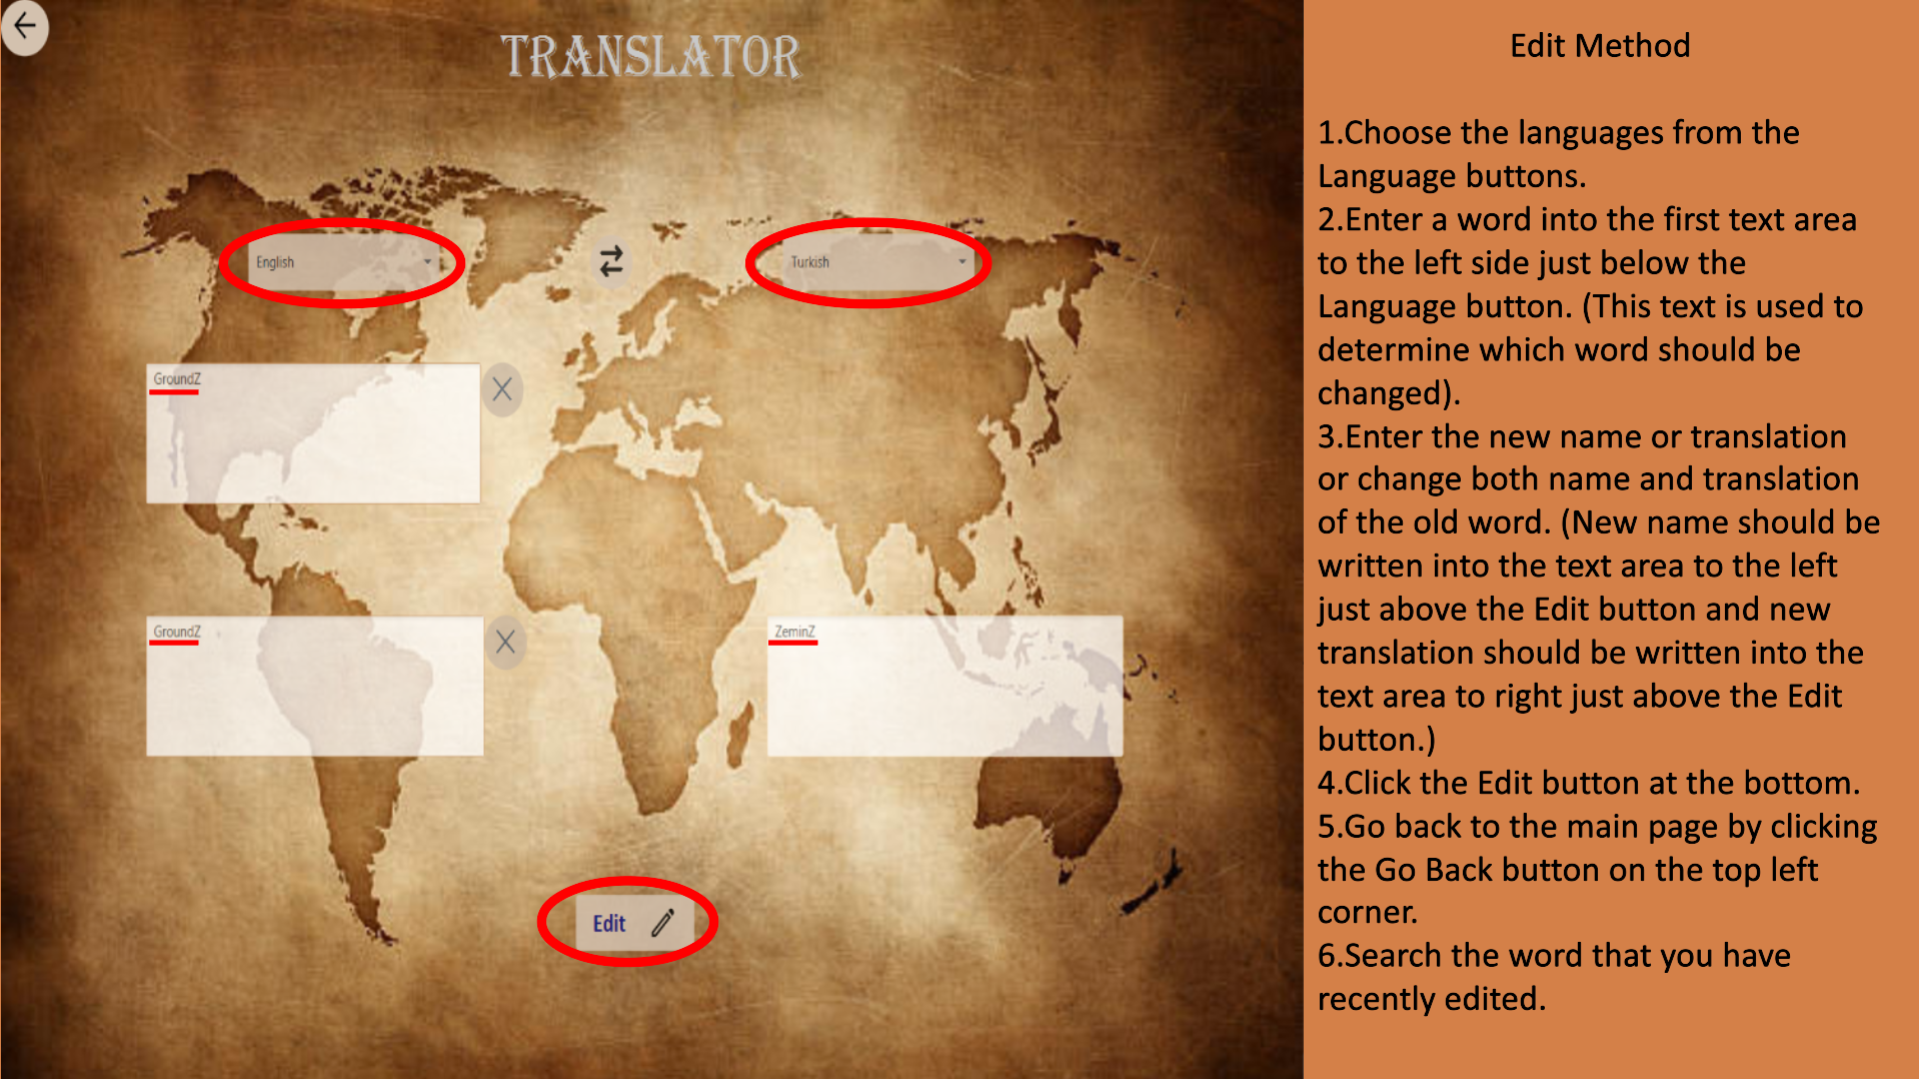 TRANSLATOR
English
Turkish
GroundZ
X
GroundZ
X
ZeminZ
Edit
Edit Method
1.Choose the languages from the
Language buttons.
2.Enter a word into the first text area
to the left side just below the
Language button. (This text is used to
determine which word should be
changed).
3.Enter the new name or translation
or change both name and translation
of the old word. (New name should be
written into the text area to the left
just above the Edit button and new
translation should be written into the
text area to right just above the Edit
button.)
4.Click the Edit button at the bottom.
5.Go back to the main page by clicking
the Go Back button on the top left
corner.
6.Search the word that you have
recently edited.